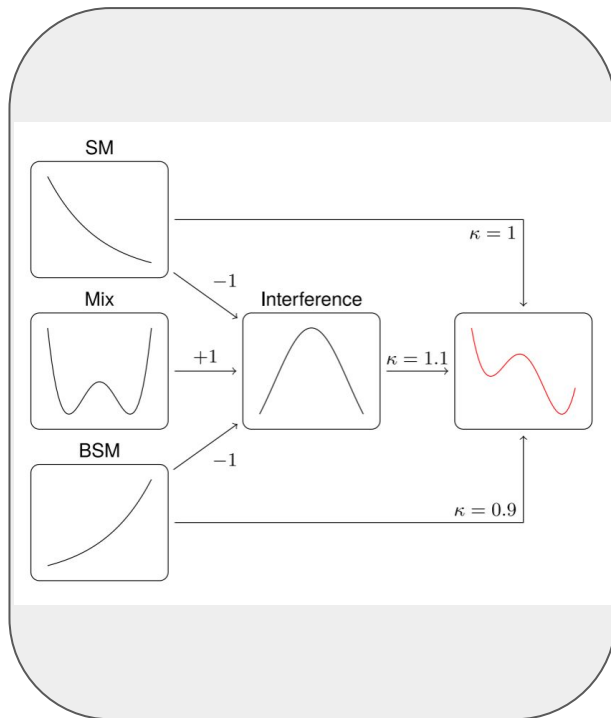 SM
κ = 1
−1
Mix
Interference
+1
κ = 1.1
BSM
−1
κ = 0.9